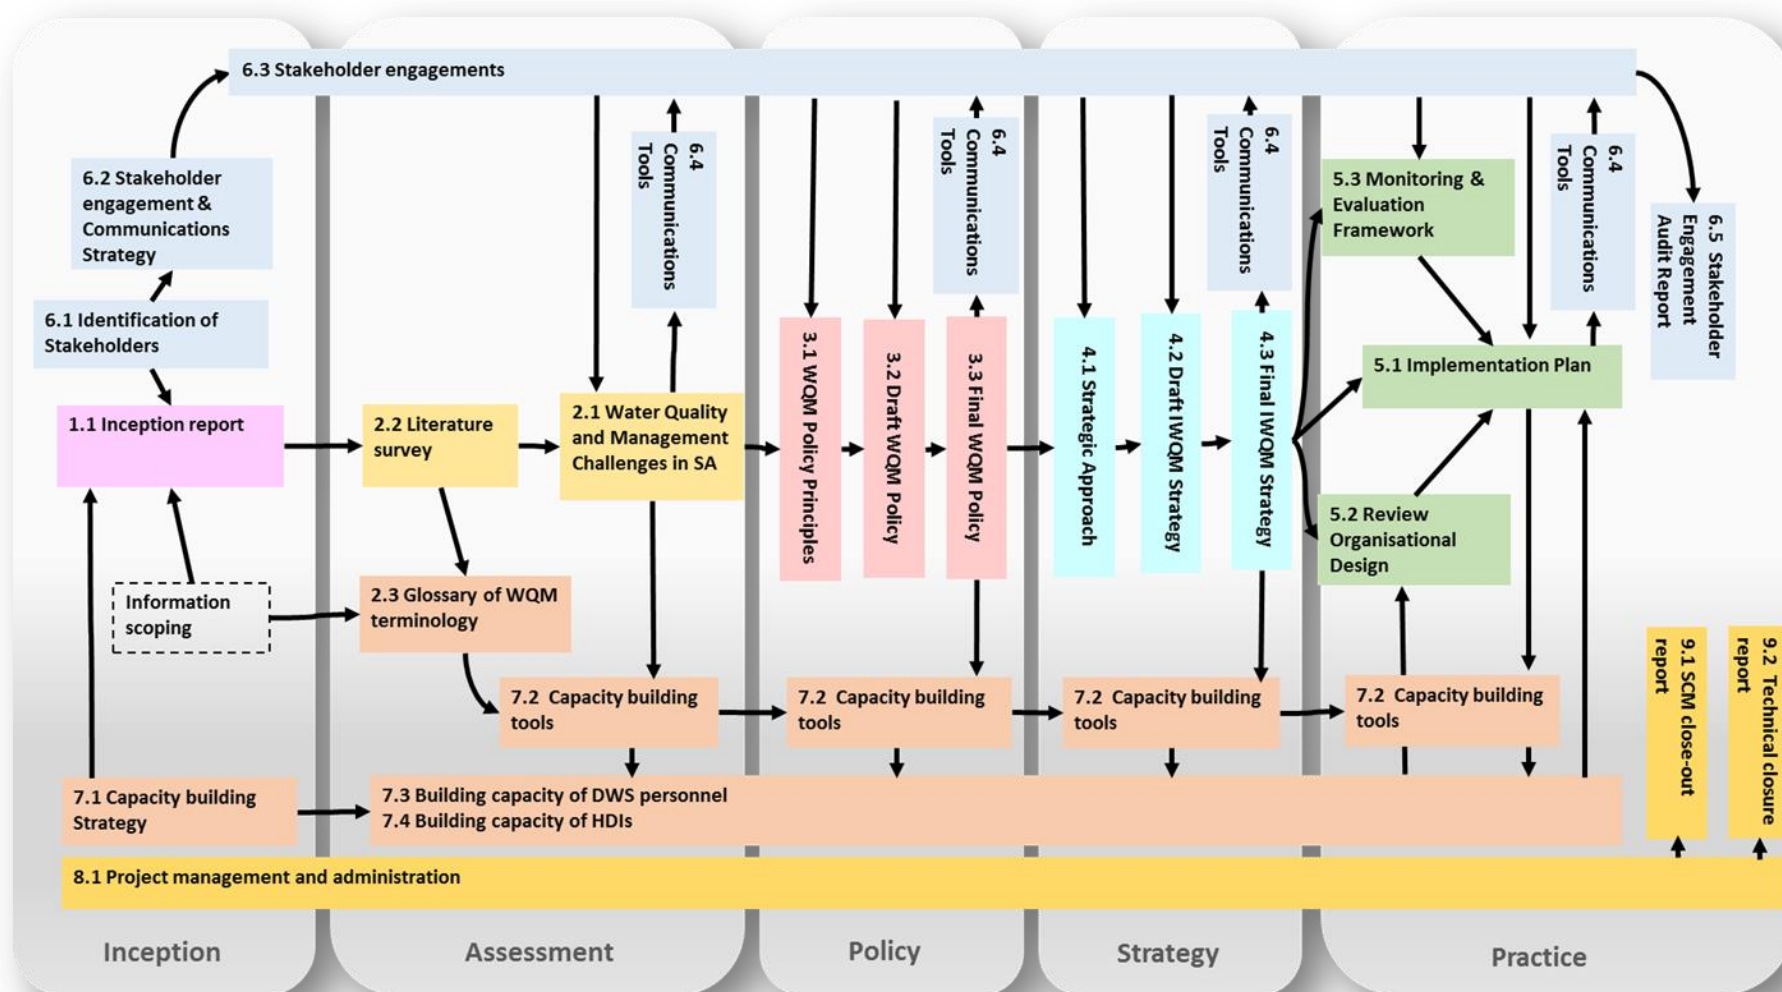 6.3 Stakeholder engagements
6.2 Stakeholder
engagement &
Communications
Strategy
6.1 Identification of
Stakeholders
1.1 Inception report
Information
scoping
7.1 Capacity building
Strategy
6.4
Communications
Tools
2.2 Literature
survey
2.1 Water Quality
and Management
Challenges in SA
2.3 Glossary of WQM
terminology
7.2 Capacity building
tools
6.4
Communications
Tools
3.1 WQM Policy Principles
3.2 Draft WQM Policy
3.3 Final WQM Policy
7.2 Capacity building
tools
6.4
Communications
Tools
4.1 Strategic Approach
4.2 Draft IWQM Strategy
4.3 Final IWQM Strategy
7.2 Capacity building
tools
5.3 Monitoring &
Evaluation
Framework
6.4
Communications
Tools
6.5 Stakeholder
Engagement
Audit Report
5.1 Implementation Plan
5.2 Review
Organisational
Design
7.2 Capacity building
tools
9.1 SCM close-out
report
9.2 Technical closure
report
7.3 Building capacity of DWS personnel
7.4 Building capacity of HDIs
8.1 Project management and administration
Inception
Assessment
Policy
Strategy
Practice